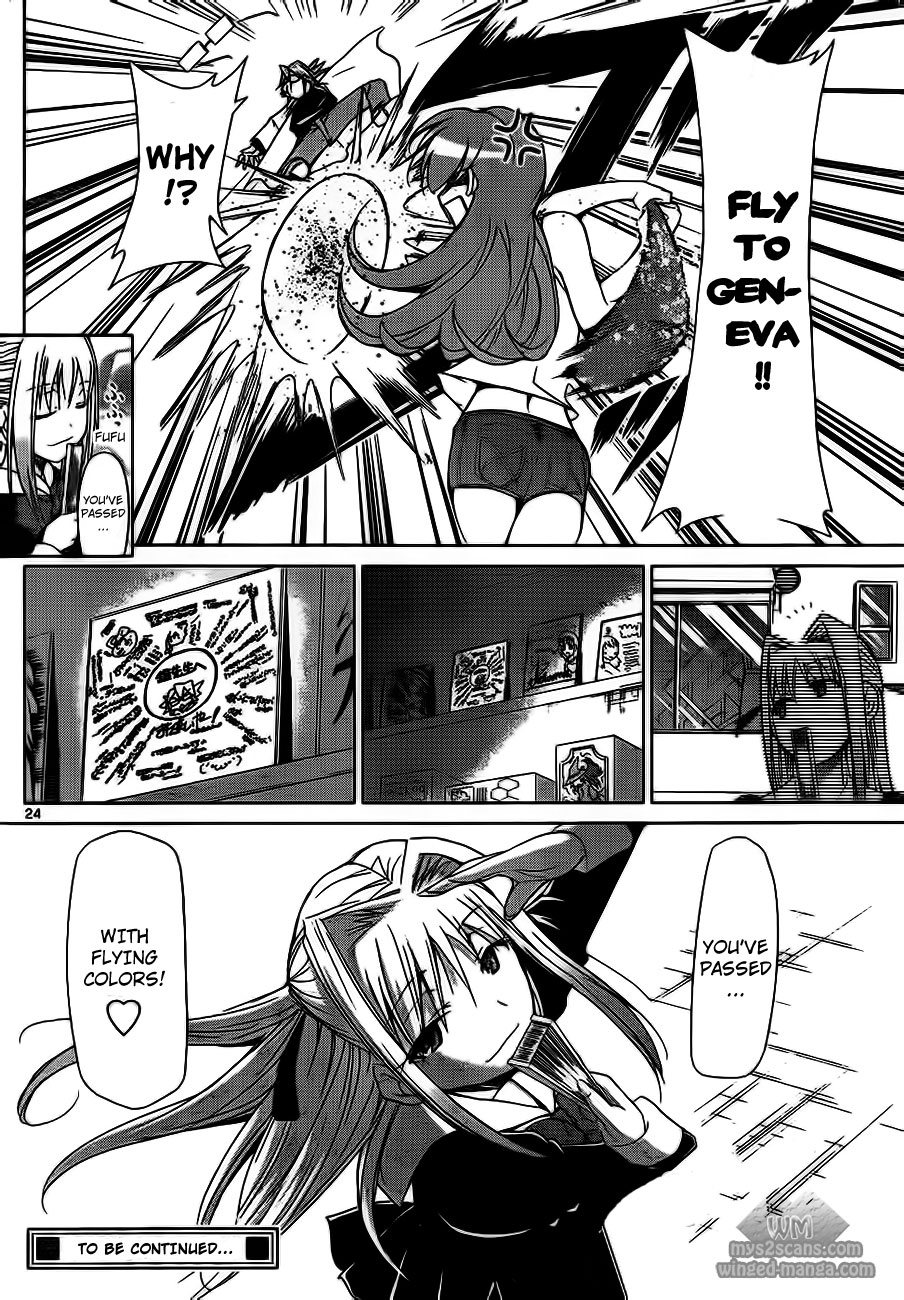 FLY
TO
GEN-
EVA
!!
WHY
!?
FUFU
YOU'VE
PASSED
...
24
YOU'VE
PASSED
...
WITH
FLYING
COLORS!
♡
TO BE CONTINUED...
WM
mys2scans.com
winged-manga.com